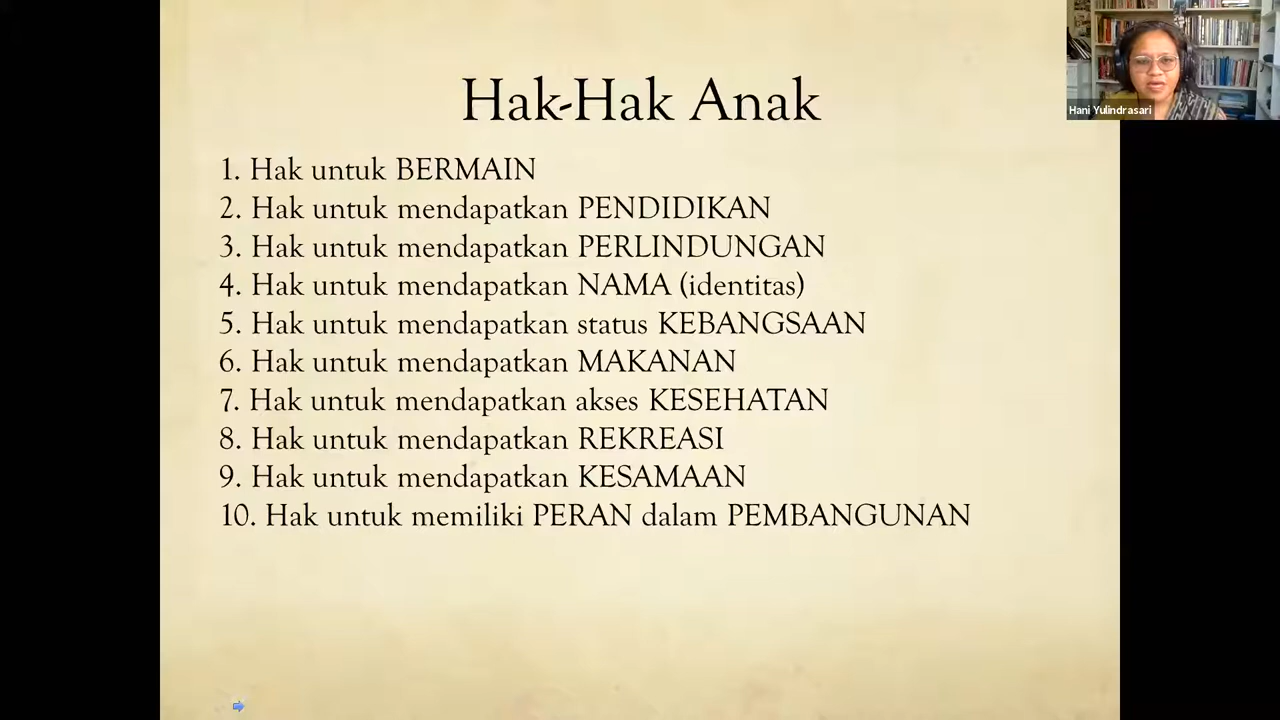 Hak-Hak Anak
Hani Yulindrasari
1. Hak untuk BERMAIN
2. Hak untuk mendapatkan PENDIDIKAN
3. Hak untuk mendapatkan PERLINDUNGAN
4. Hak untuk mendapatkan NAMA (identitas)
5. Hak untuk mendapatkan status KEBANGSAAN
6. Hak untuk mendapatkan MAKANAN
7. Hak untuk mendapatkan akses KESEHATAN
8. Hak untuk mendapatkan REKREASI
9. Hak untuk mendapatkan KESAMAAN
10. Hak untuk memiliki PERAN dalam PEMBANGUNAN